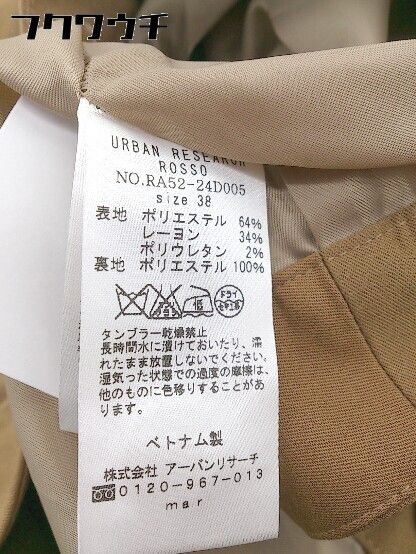 フクワウチ
URBAN RESEARCH
ROSSO
NO.RA52-24D005
size 38
表地 ポリエステル 64%
レーヨン 34%
ポリウレタン 2%
裏地 ポリエステル 100%
ドライ
タンブラー乾燥禁止
長時間水に漬けておいたり、濡
れたまま放置しないでください。
湿気った状態での過度の摩擦は、
他のものに色移りすることがあ
ります。
ベトナム製
株式会社 アーバンリサーチ
0120-967-013
mar